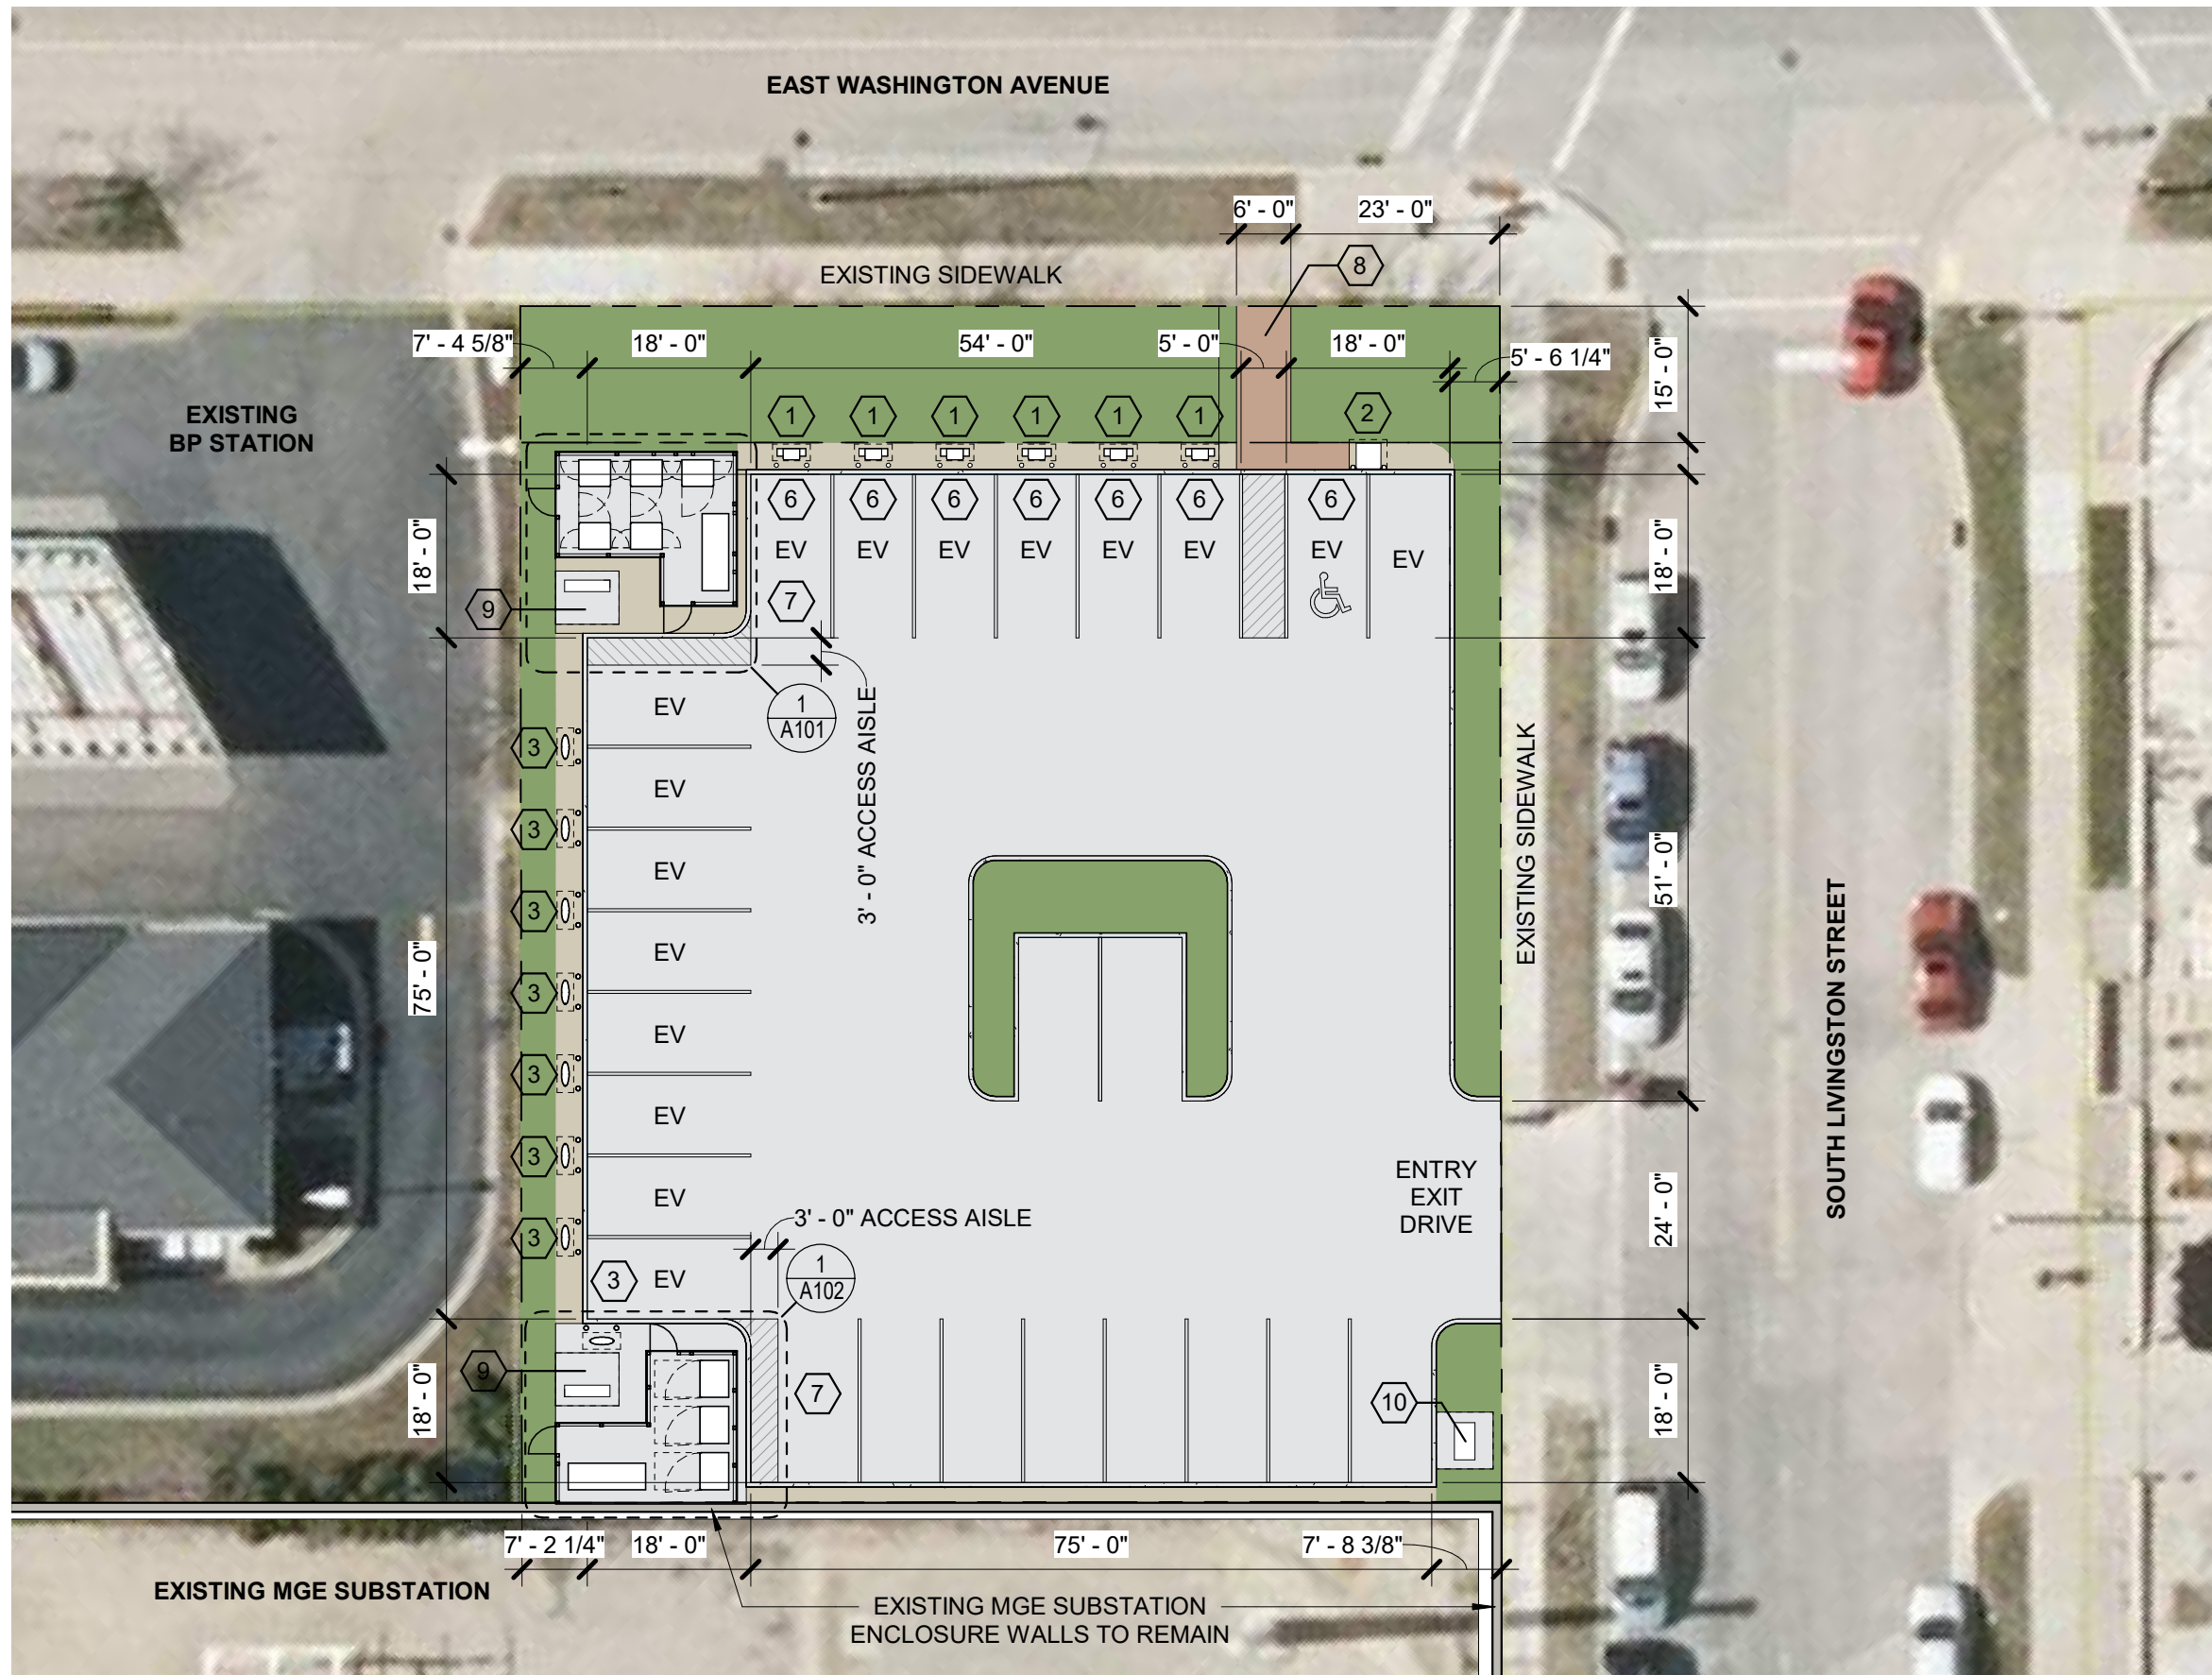 EAST WASHINGTON AVENUE
6' - 0"
23' - 0"
EXISTING SIDEWALK
8
7' - 4 5/8"
18' - 0"
54' - 0"
5' - 0"
18' - 0"
5' - 6 1/4"
15' - 0"
EXISTING
BP STATION
1
1
1
1
1
1
2
6
6
6
6
6
6
6
EV
EV
EV
EV
EV
EV
EV
EV
18' - 0"
18' - 0"
9
7
EV
1
A101
3' - 0" ACCESS AISLE
3
EV
3
EV
3
EV
3
EV
3
EV
3
EV
3
3
EV
75' - 0"
EXISTING SIDEWALK
51' - 0"
SOUTH LIVINGSTON STREET
ENTRY
EXIT
DRIVE
24' - 0"
3' - 0" ACCESS AISLE
1
A102
9
7
10
18' - 0"
18' - 0"
7' - 2 1/4"
18' - 0"
75' - 0"
7' - 8 3/8"
EXISTING MGE SUBSTATION
EXISTING MGE SUBSTATION
ENCLOSURE WALLS TO REMAIN